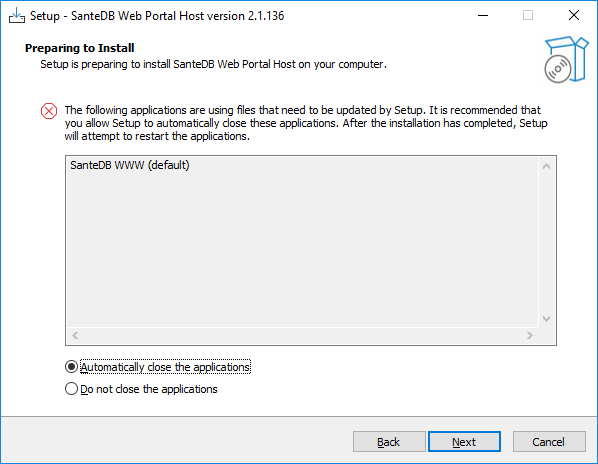 Setup - SanteDB Web Portal Host version 2.1.136
Preparing to Install
Setup is preparing to install SanteDB Web Portal Host on your computer.
The following applications are using files that need to be updated by Setup. It is recommended that
you allow Setup to automatically close these applications. After the installation has completed, Setup
will attempt to restart the applications.
SanteDB WWW (default)
Automatically close the applications
Do not close the applications
Back Next Cancel